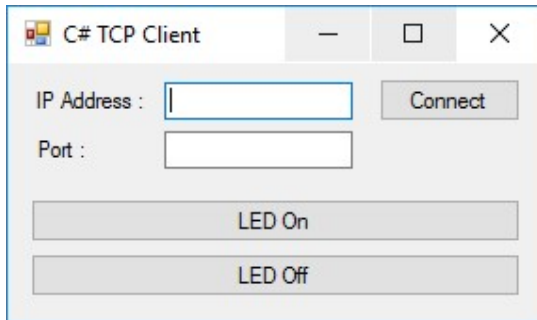 C# TCP Client
IP Address : Connect
Port :
LED On
LED Off